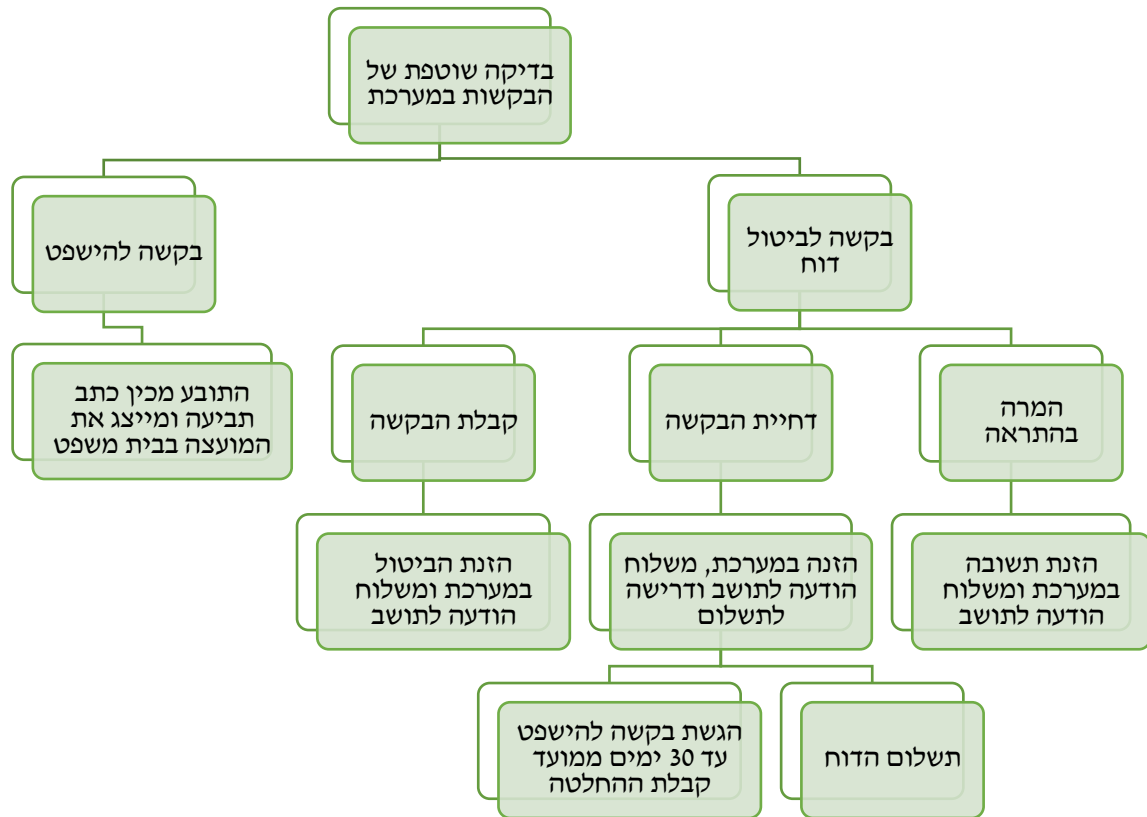 בדיקה שוטפת של
הבקשות במערכת
בקשה לביטול
דוח
בקשה להישפט
המרה
בהתראה
דחיית הבקשה
קבלת הבקשה
התובע מכין כתב
תביעה ומייצג את
המועצה בבית משפט
הזנת תשובה
במערכת ומשלוח
הודעה לתושב
הזנה במערכת, משלוח
הודעה לתושב ודרישה
לתשלום
הזנת הביטול
במערכת ומשלוח
הודעה לתושב
תשלום הדוח
הגשת בקשה להישפט
עד 30 ימים ממועד
קבלת ההחלטה